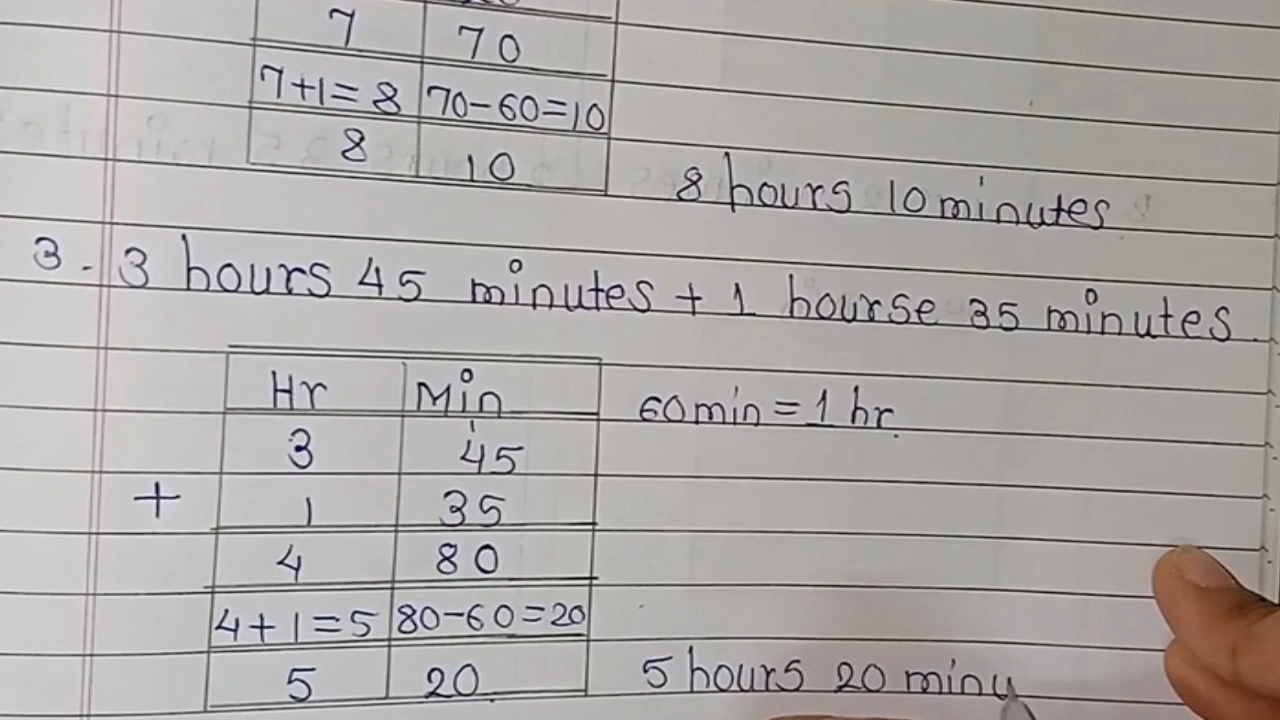 7 70
7+1=8 70-60=10
8 10
8 hours 10 minutes
3. 3 hours 45 minutes + 1 hourse 35 minutes.
Hr Min 60 min = 1 hr.
1
3 45
+ 1 35
4 80
4+1=5 80-60=20
5 20 5 hours 20 minu